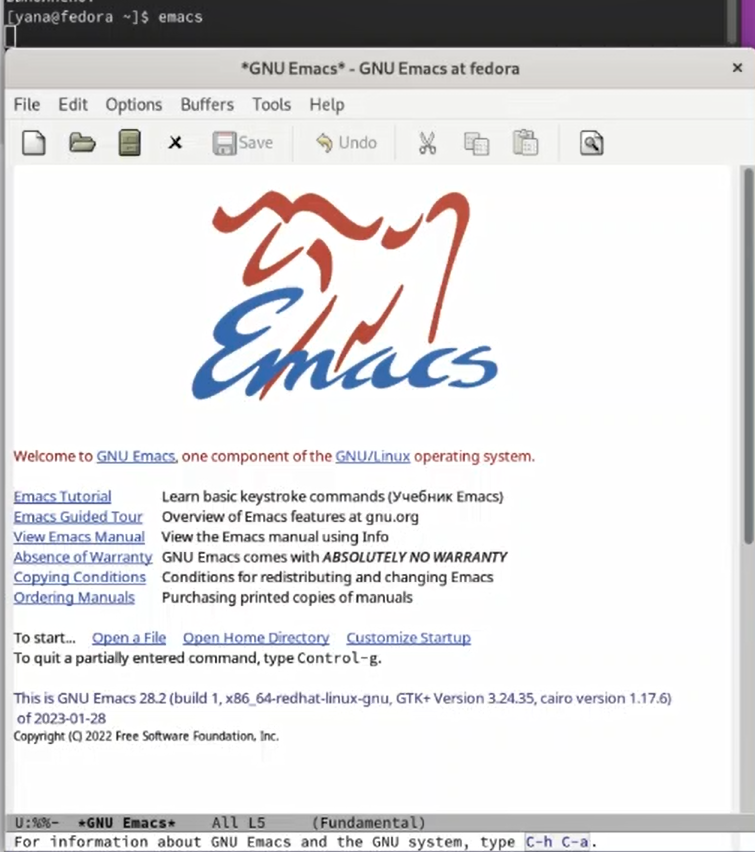 [yana@fedora ~]$ emacs
*GNU Emacs* - GNU Emacs at fedora
File Edit Options Buffers Tools Help
Save Undo
Emacs
Welcome to GNU Emacs, one component of the GNU/Linux operating system.
Emacs Tutorial Learn basic keystroke commands (Учебник Emacs)
Emacs Guided Tour Overview of Emacs features at gnu.org
View Emacs Manual View the Emacs manual using Info
Absence of Warranty GNU Emacs comes with ABSOLUTELY NO WARRANTY
Copying Conditions Conditions for redistributing and changing Emacs
Ordering Manuals Purchasing printed copies of manuals
To start... Open a File Open Home Directory Customize Startup
To quit a partially entered command, type Control-g.
This is GNU Emacs 28.2 (build 1, x86_64-redhat-linux-gnu, GTK+ Version 3.24.35, cairo version 1.17.6)
of 2023-01-28
Copyright (C) 2022 Free Software Foundation, Inc.
U:%%- *GNU Emacs* All L5 (Fundamental)
For information about GNU Emacs and the GNU system, type C-h C-a.